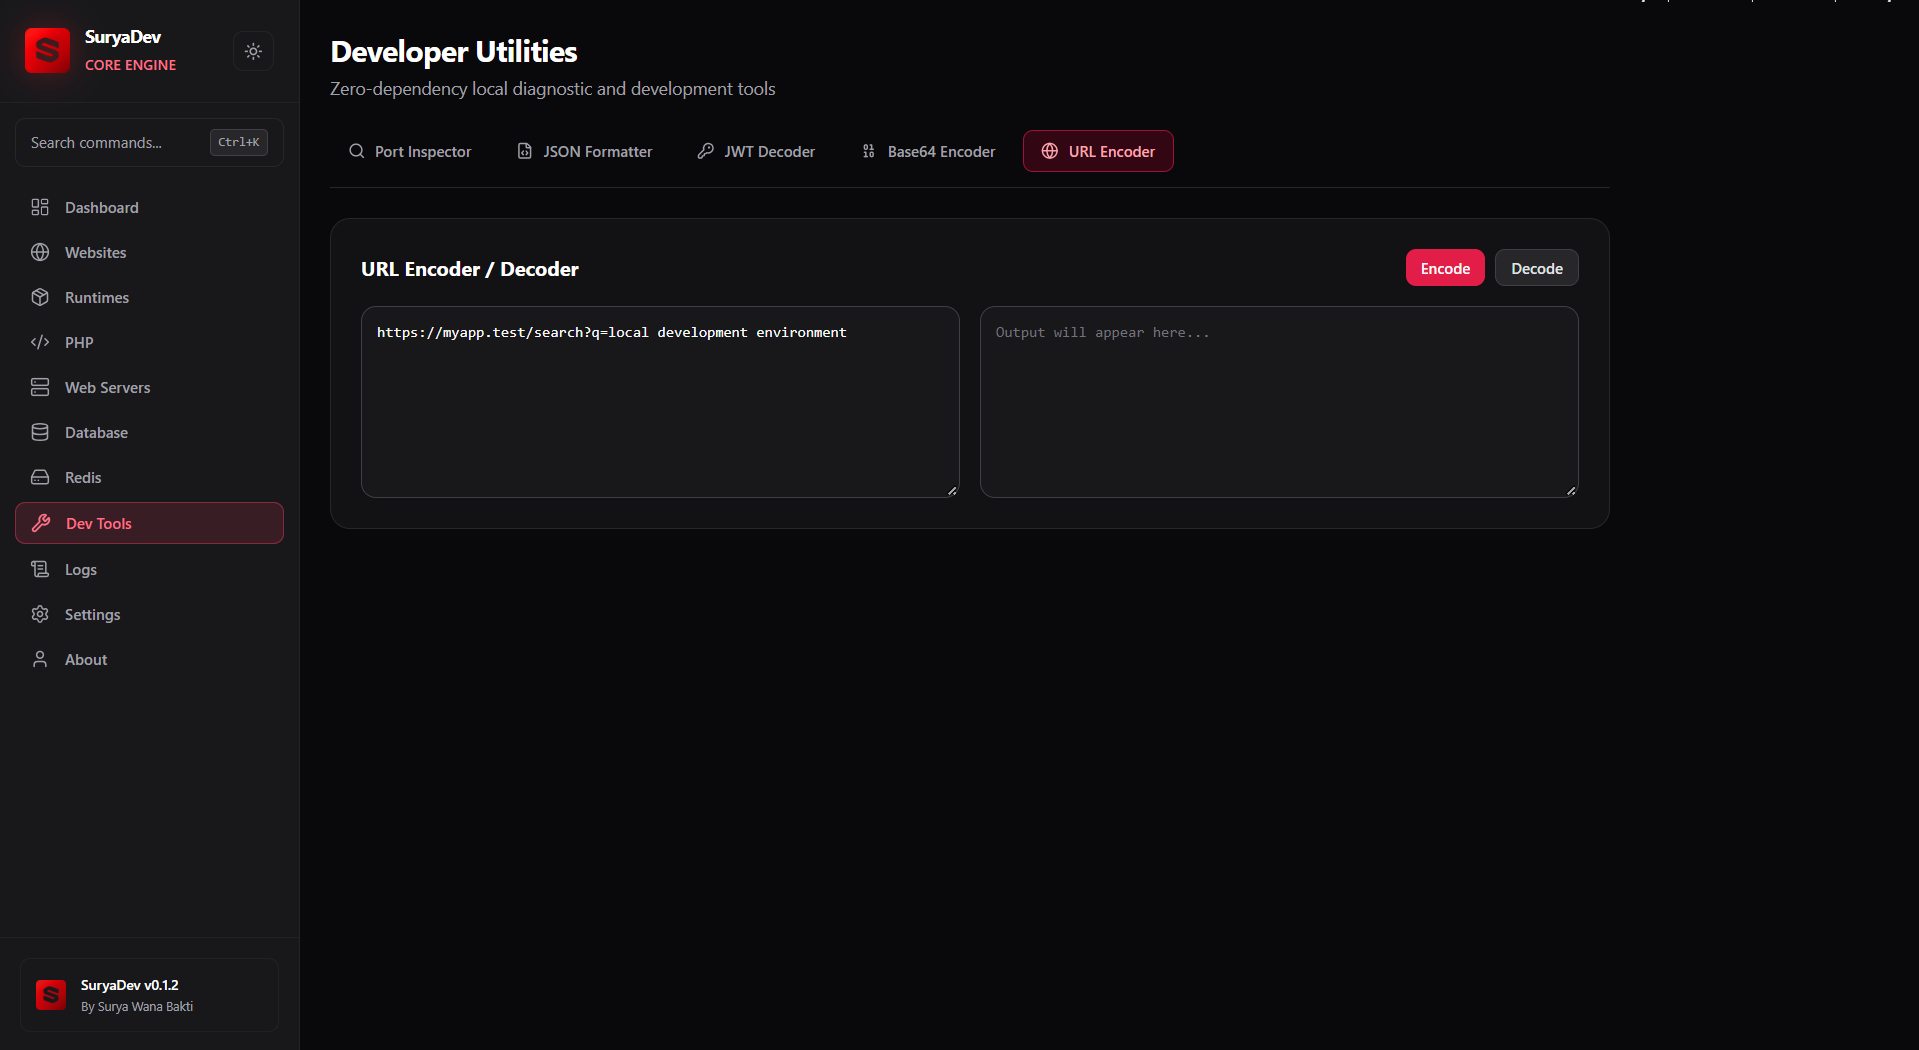 SuryaDev
CORE ENGINE
Search commands...
Ctrl+K
Dashboard
Websites
Runtimes
PHP
Web Servers
Database
Redis
Dev Tools
Logs
Settings
About
SuryaDev v0.1.2
By Surya Wana Bakti
Developer Utilities
Zero-dependency local diagnostic and development tools
Port Inspector
JSON Formatter
JWT Decoder
Base64 Encoder
URL Encoder
URL Encoder / Decoder
Encode
Decode
https://myapp.test/search?q=local development environment
Output will appear here...